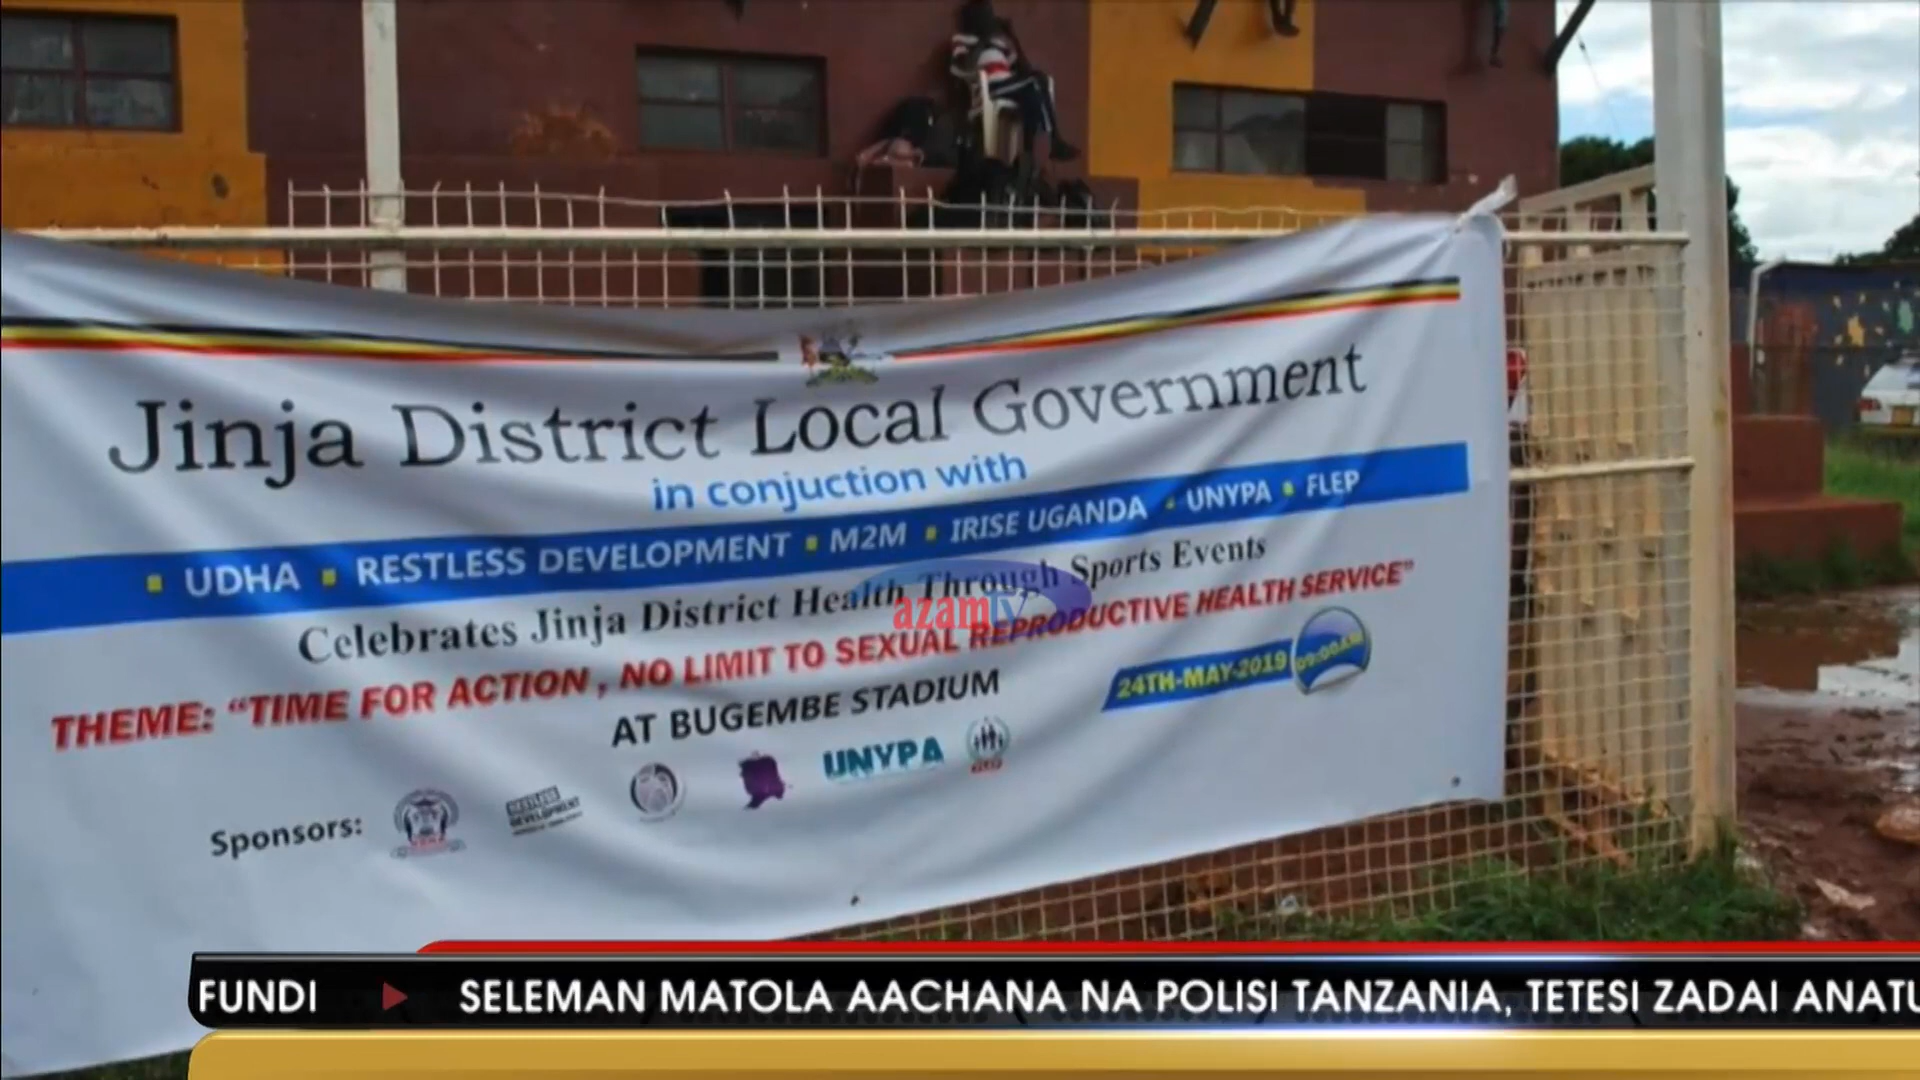 Jinja District Local Government
in conjuction with
UDHA RESTLESS DEVELOPMENT M2M IRISE UGANDA UNYPA FLEP
Celebrates Jinja District Health Through Sports Events
THEME: “TIME FOR ACTION , NO LIMIT TO SEXUAL REPRODUCTIVE HEALTH SERVICE”
AT BUGEMBE STADIUM
24TH-MAY-2019 09:00AM
Sponsors:
RESTLESS DEVELOPMENT
UNYPA
azamtv
FUNDI SELEMAN MATOLA AACHANA NA POLISI TANZANIA, TETESI ZADAI ANATU